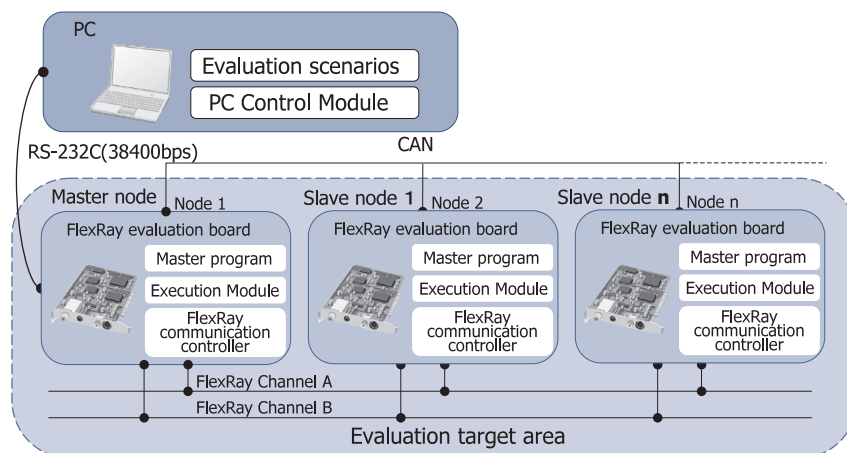 PC
Evaluation scenarios
PC Control Module
RS-232C(38400bps)
CAN
Master node
Node 1
Slave node 1
Node 2
Slave node n
Node n
FlexRay evaluation board
Master program
Execution Module
FlexRay
communication
controller
FlexRay evaluation board
Master program
Execution Module
FlexRay
communication
controller
FlexRay evaluation board
Master program
Execution Module
FlexRay
communication
controller
FlexRay Channel A
FlexRay Channel B
Evaluation target area